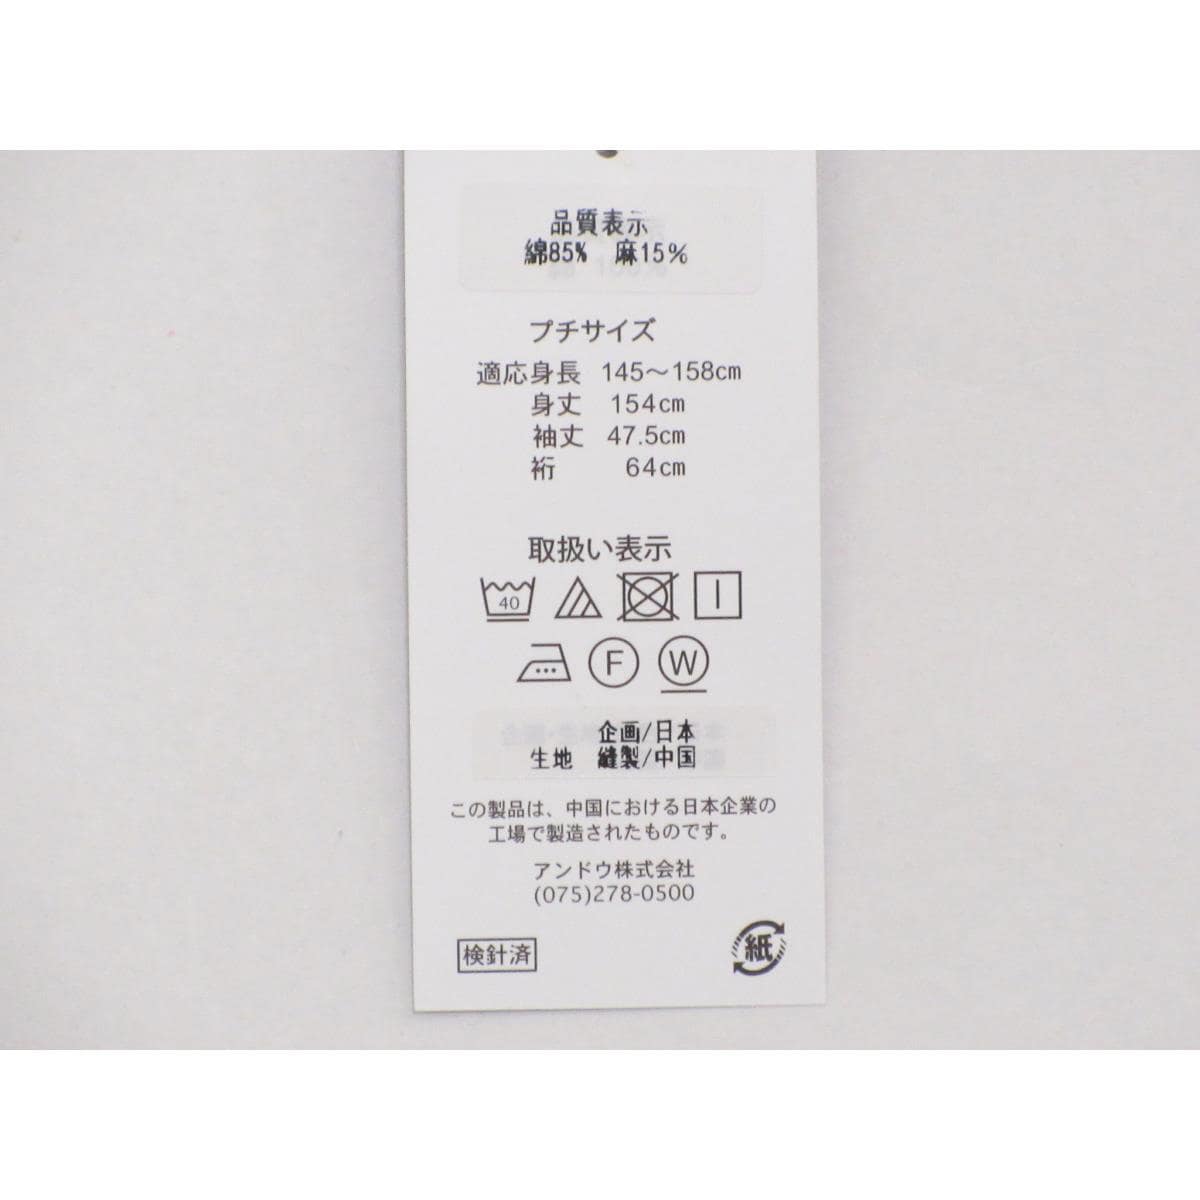 品質表示
綿85% 麻15%
プチサイズ
適応身長 145～158cm
身丈 154cm
袖丈 47.5cm
裄 64cm
取扱い表示
40
F W
企画/日本
生地 縫製/中国
この製品は、中国における日本企業の
工場で製造されたものです。
アンドウ株式会社
(075)278-0500
検針済
紙